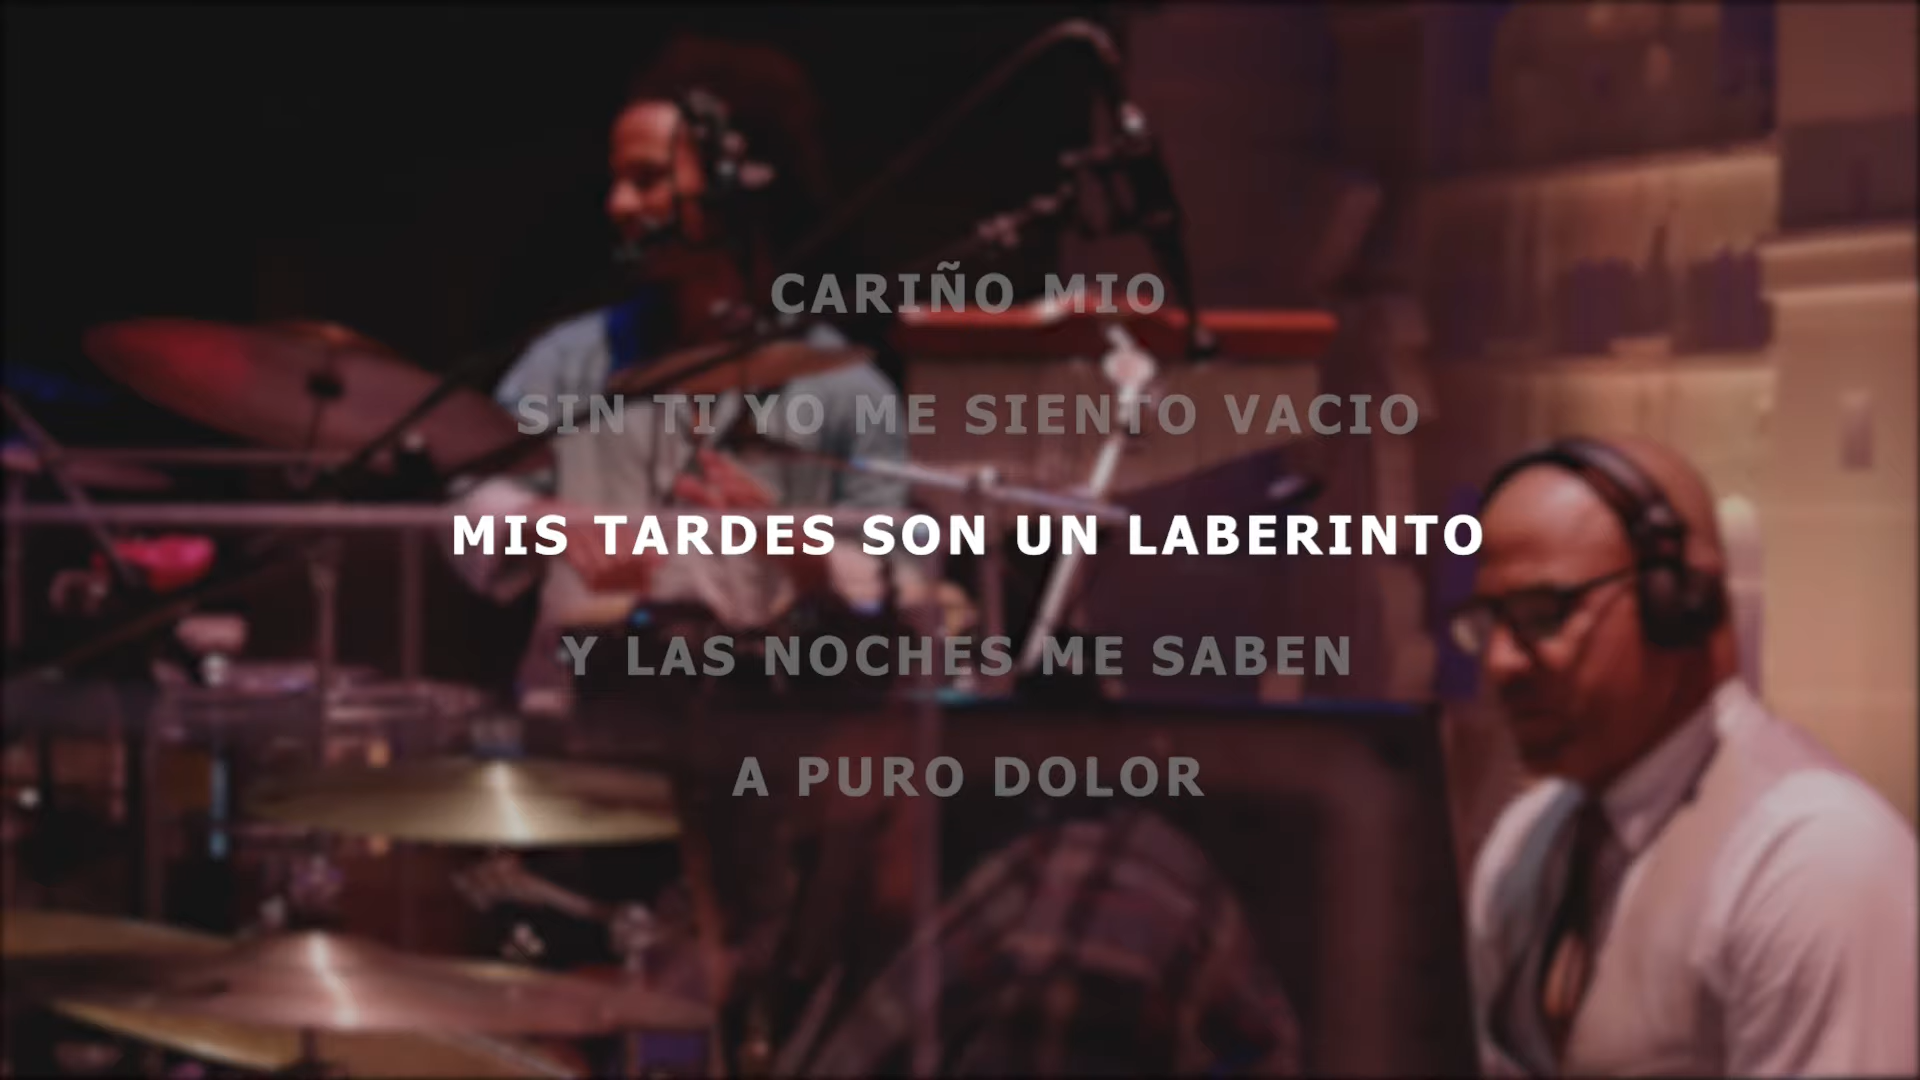 CARIÑO MIO
SIN TI YO ME SIENTO VACIO
MIS TARDES SON UN LABERINTO
Y LAS NOCHES ME SABEN
A PURO DOLOR